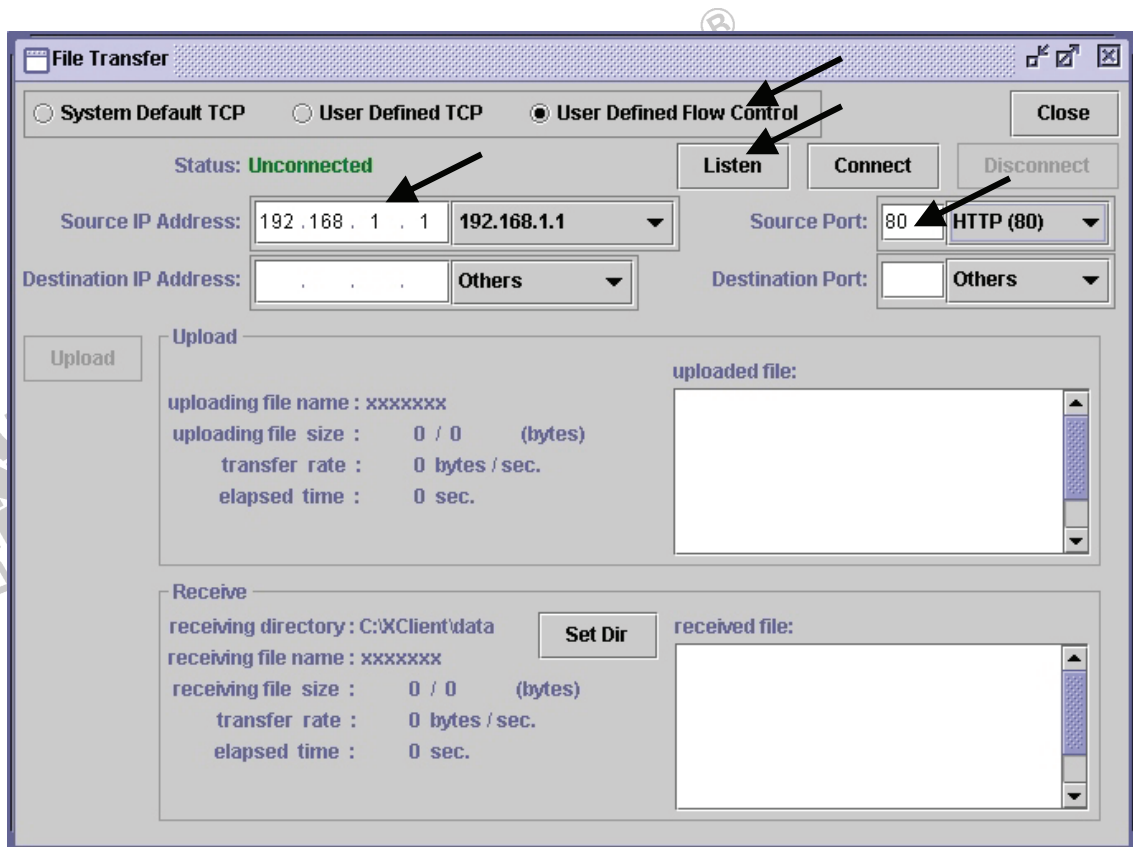 ®
File Transfer
System Default TCP User Defined TCP User Defined Flow Control Close
Status: Unconnected Listen Connect Disconnect
Source IP Address: 192 . 168 . 1 . 1 192.168.1.1 Source Port: 80 HTTP (80)
Destination IP Address: . . . Others Destination Port: Others
Upload
Upload
uploaded file:
uploading file name : xxxxxxx
uploading file size : 0 / 0 (bytes)
transfer rate : 0 bytes / sec.
elapsed time : 0 sec.
Receive
receiving directory : C:\XClient\data Set Dir received file:
receiving file name : xxxxxxx
receiving file size : 0 / 0 (bytes)
transfer rate : 0 bytes / sec.
elapsed time : 0 sec.